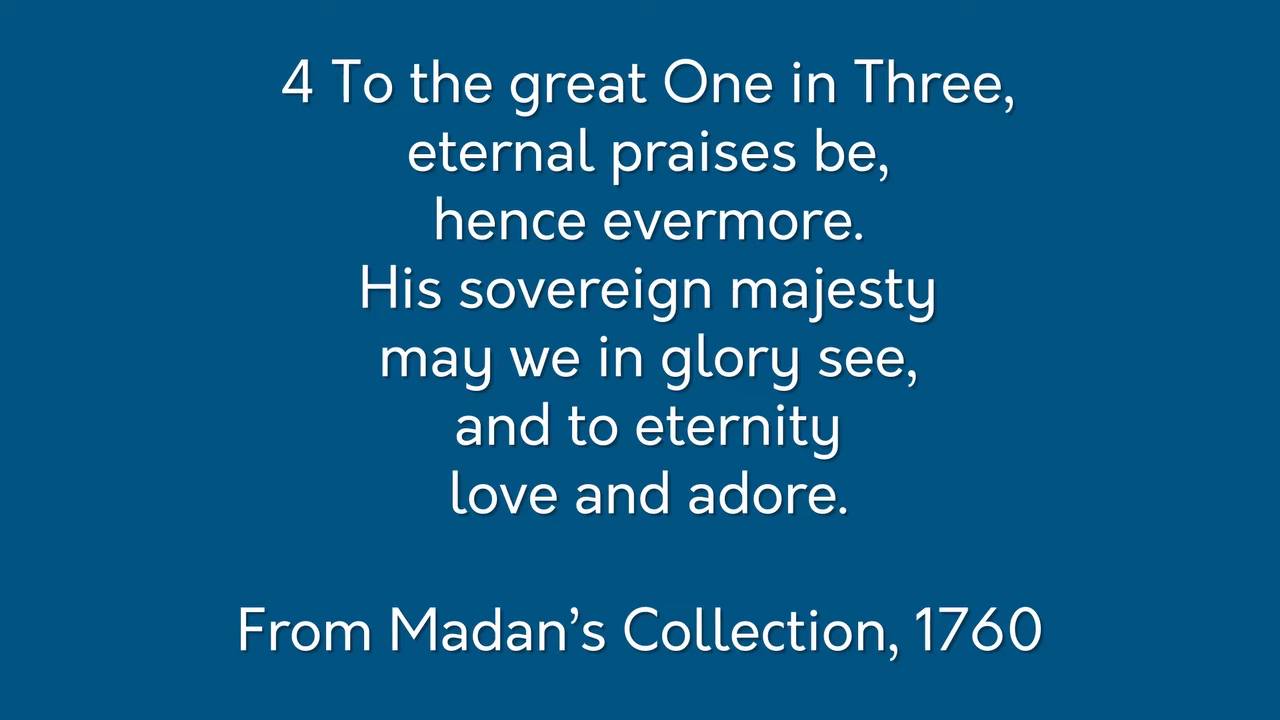 4 To the great One in Three,
eternal praises be,
hence evermore.
His sovereign majesty
may we in glory see,
and to eternity
love and adore.
From Madan’s Collection, 1760